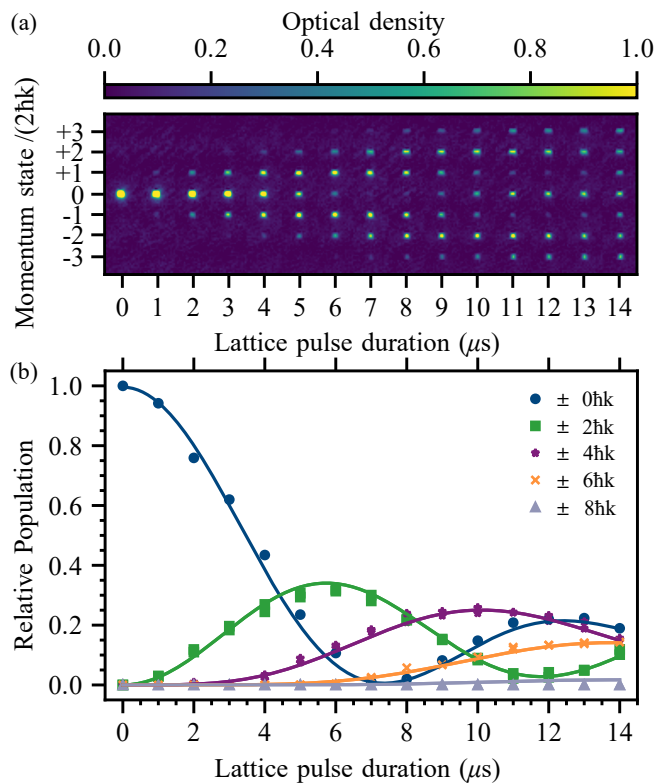 (a)
Optical density
0.0 0.2 0.4 0.6 0.8 1.0
Momentum state /(2ħk)
+3
+2
+1
0
-1
-2
-3
0 1 2 3 4 5 6 7 8 9 10 11 12 13 14
Lattice pulse duration (μs)
(b)
Relative Population
1.0
0.8
0.6
0.4
0.2
0.0
± 0ħk
± 2ħk
± 4ħk
± 6ħk
± 8ħk
0 2 4 6 8 10 12 14
Lattice pulse duration (μs)